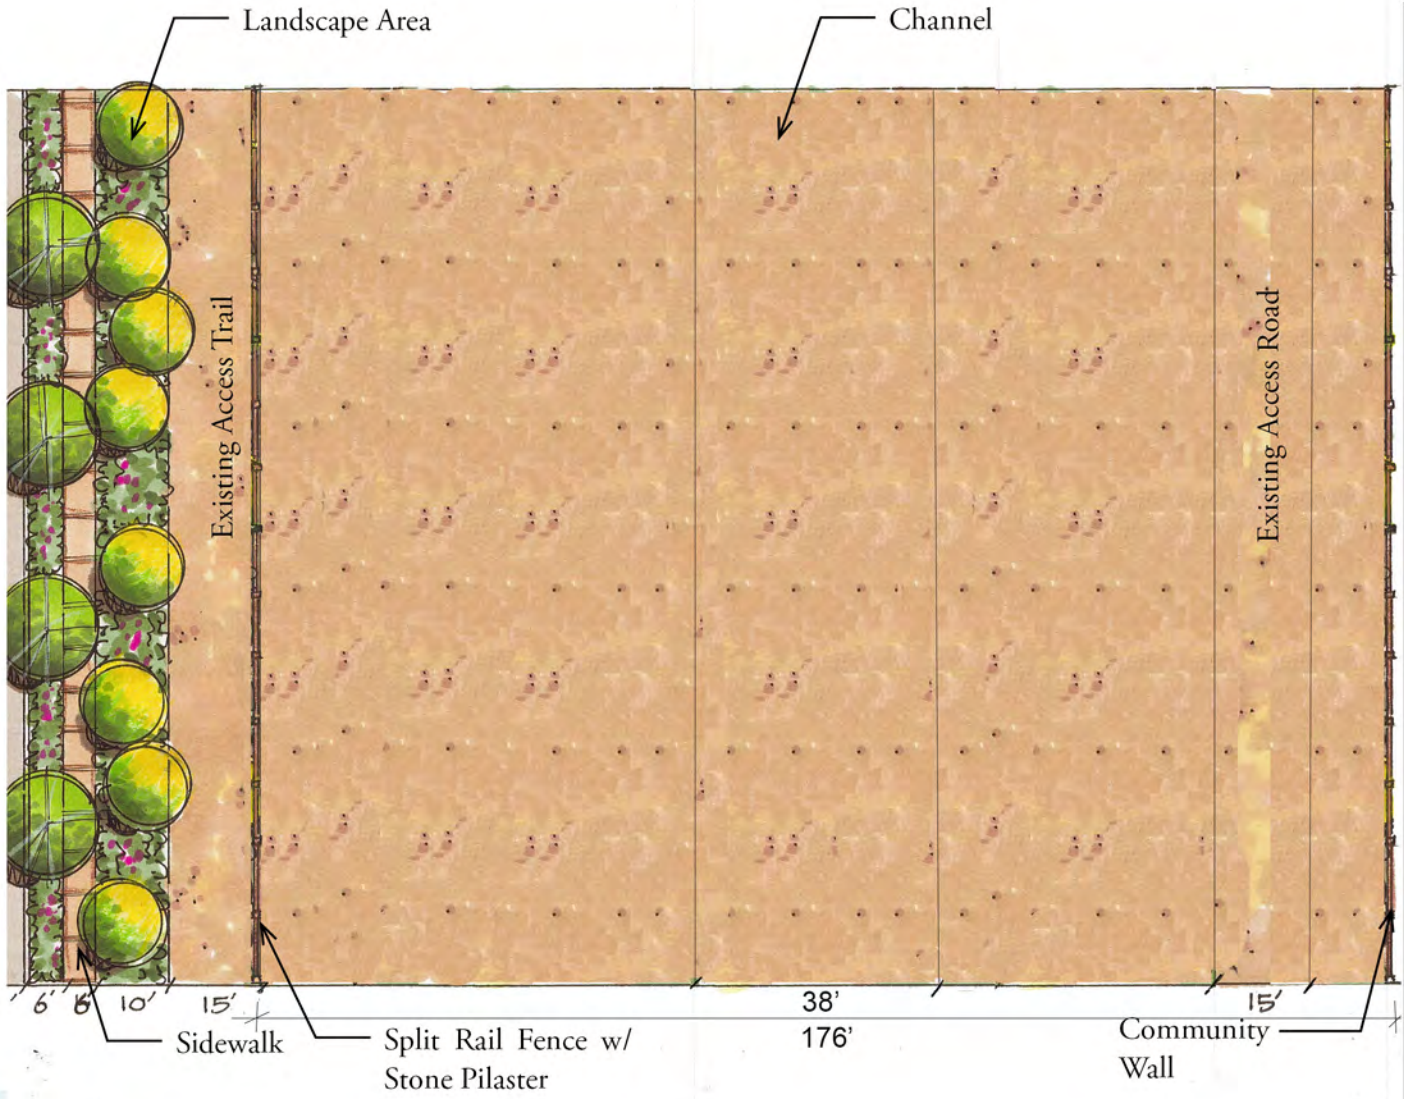 Landscape Area
Channel
Existing Access Trail
Existing Access Road
6' 10' 15' 38' 15'
176'
Sidewalk
Split Rail Fence w/
Stone Pilaster
Community
Wall